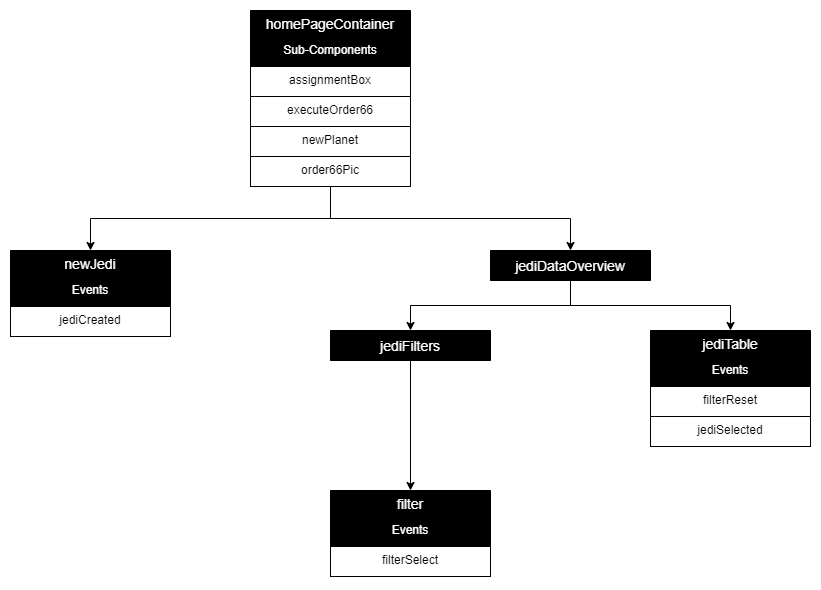 homePageContainer
Sub-Components
assignmentBox
executeOrder66
newPlanet
order66Pic
newJedi
Events
jediCreated
jediDataOverview
jediFilters
jediTable
Events
filterReset
jediSelected
filter
Events
filterSelect